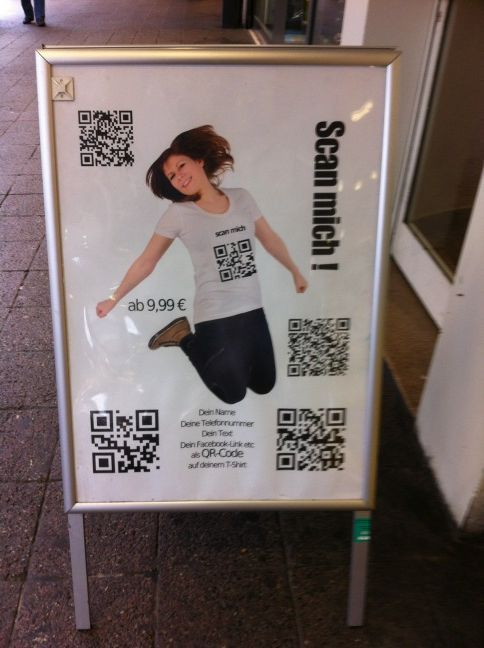 Scan mich !
scan mich
ab 9,99 €
Dein Name
Deine Telefonnummer
Dein Text
Dein Facebook-Link etc
als QR-Code
auf deinem T-Shirt